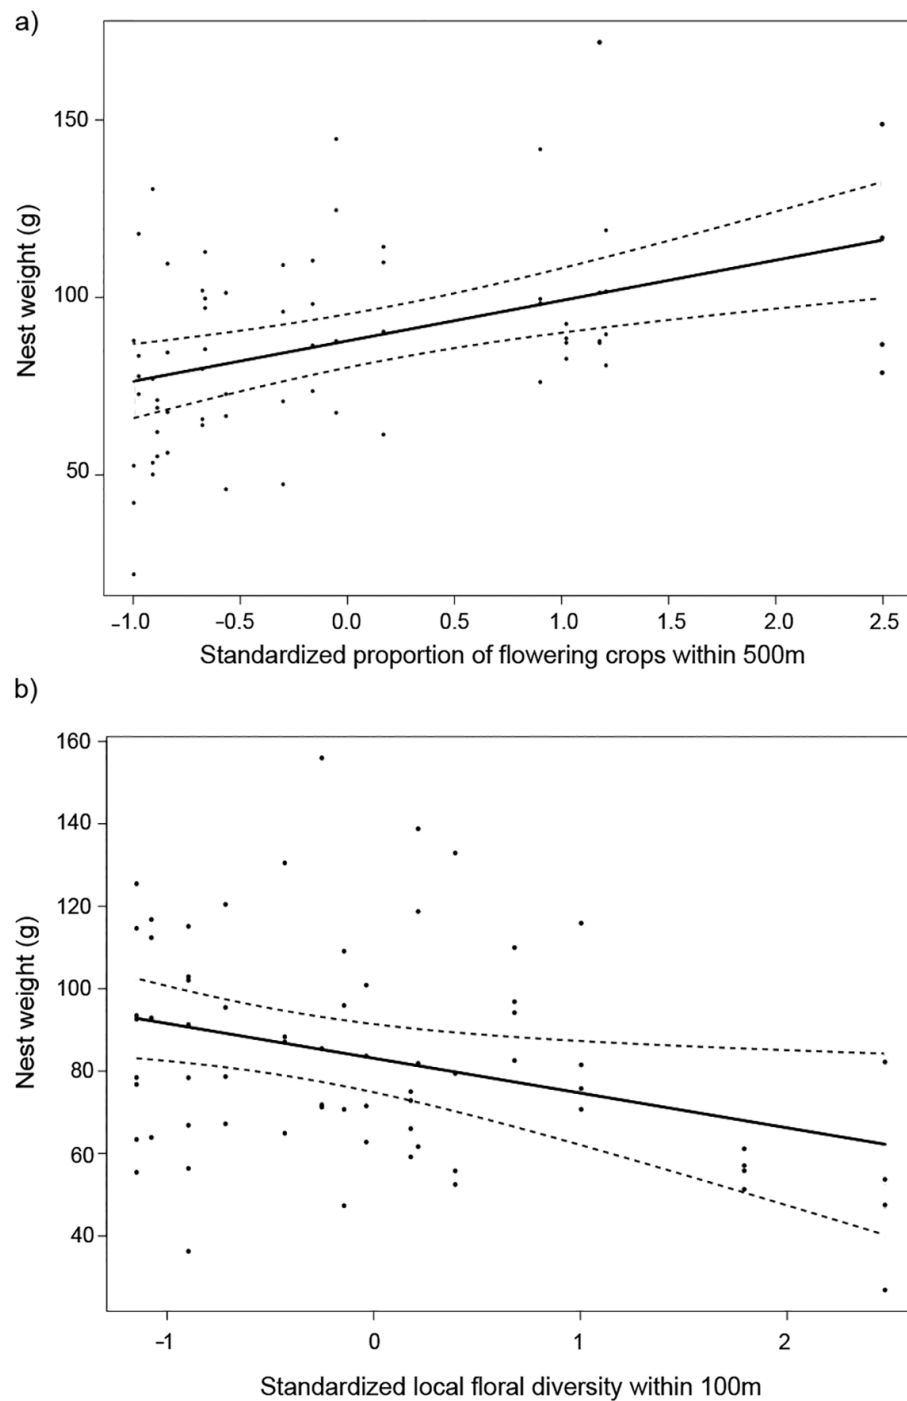 a)
150
100
50
Nest weight (g)
-1.0 -0.5 0.0 0.5 1.0 1.5 2.0 2.5
Standardized proportion of flowering crops within 500m
b)
160
140
120
100
80
60
40
Nest weight (g)
-1 0 1 2
Standardized local floral diversity within 100m